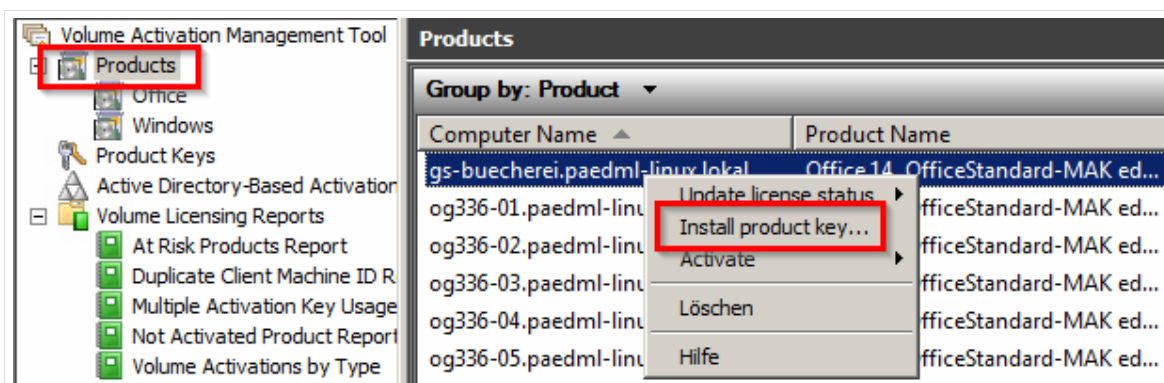 Volume Activation Management Tool
Products
Office
Windows
Product Keys
Active Directory-Based Activation
Volume Licensing Reports
At Risk Products Report
Duplicate Client Machine ID R
Multiple Activation Key Usage
Not Activated Product Report
Volume Activations by Type
Products
Group by: Product
Computer Name Product Name
gs-buecherei.paedml-linux.lokal Office 14, OfficeStandard-MAK ed...
og336-01.paedml-linu fficeStandard-MAK ed...
og336-02.paedml-linu fficeStandard-MAK ed...
og336-03.paedml-linu fficeStandard-MAK ed...
og336-04.paedml-linu fficeStandard-MAK ed...
og336-05.paedml-linu fficeStandard-MAK ed...
Update license status
Install product key...
Activate
Löschen
Hilfe